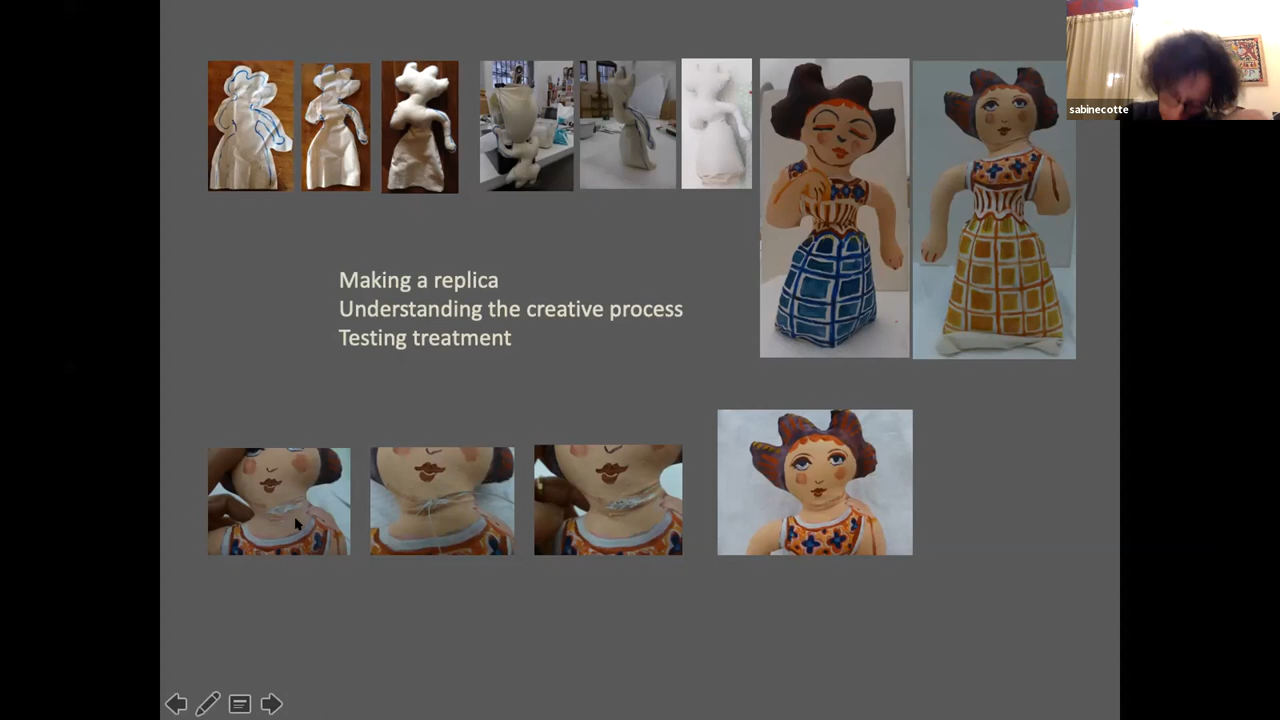 sabinecotte
Making a replica
Understanding the creative process
Testing treatment